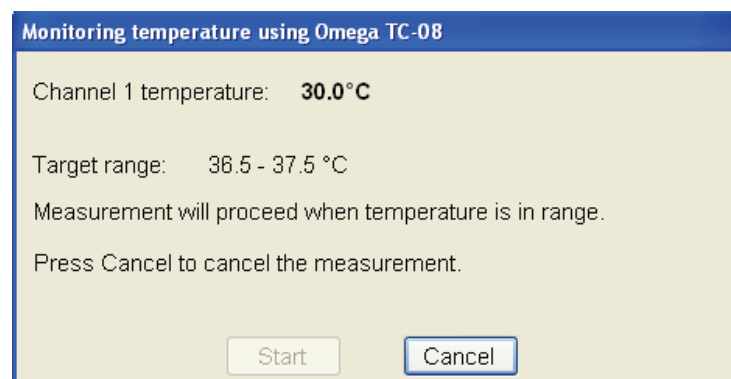 Monitoring temperature using Omega TC-08
Channel 1 temperature: 30.0°C
Target range: 36.5 - 37.5 °C
Measurement will proceed when temperature is in range.
Press Cancel to cancel the measurement.
Start Cancel